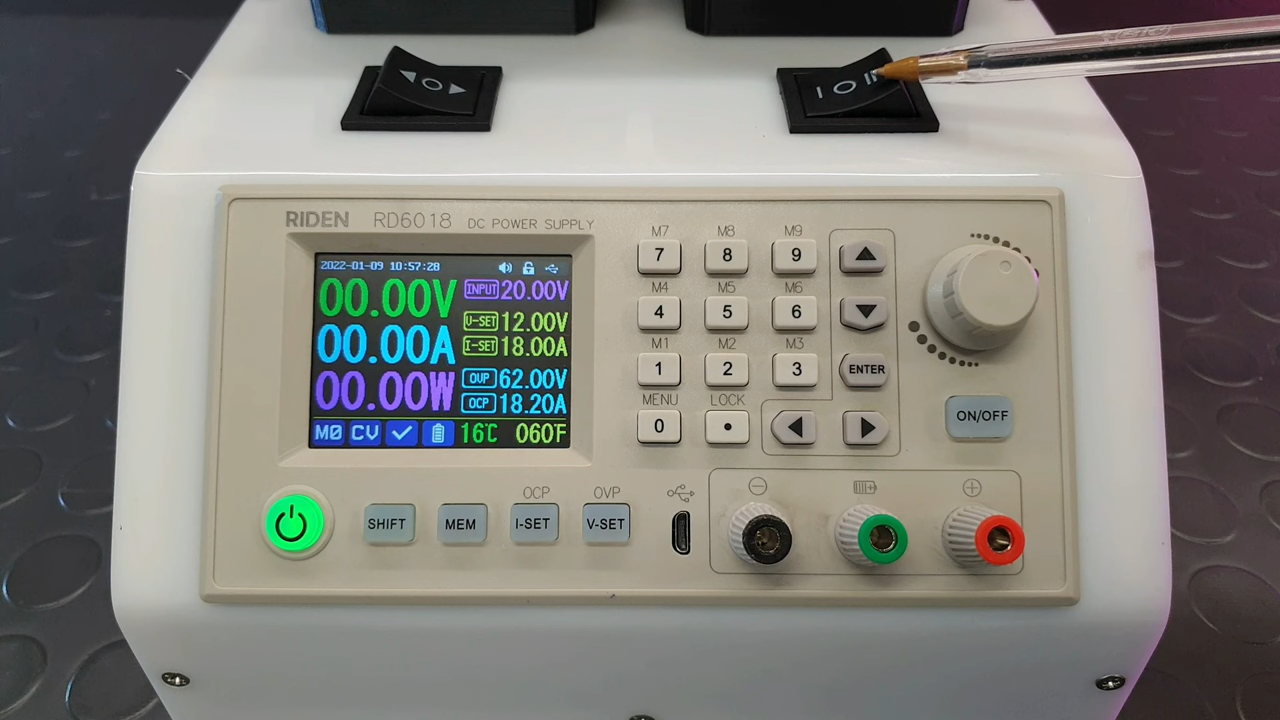 I O II
RIDEN RD6018 DC POWER SUPPLY
2022-01-09 10:57:28
00.00V
INPUT 20.00V
00.00A
V-SET 12.00V
I-SET 18.00A
00.00W
OVP 62.00V
OCP 18.20A
M0 CV 16℃ 060F
M7 M8 M9
7 8 9
M4 M5 M6
4 5 6
M1 M2 M3
1 2 3
ENTER
MENU LOCK
0 •
ON/OFF
OCP OVP
SHIFT MEM I-SET V-SET